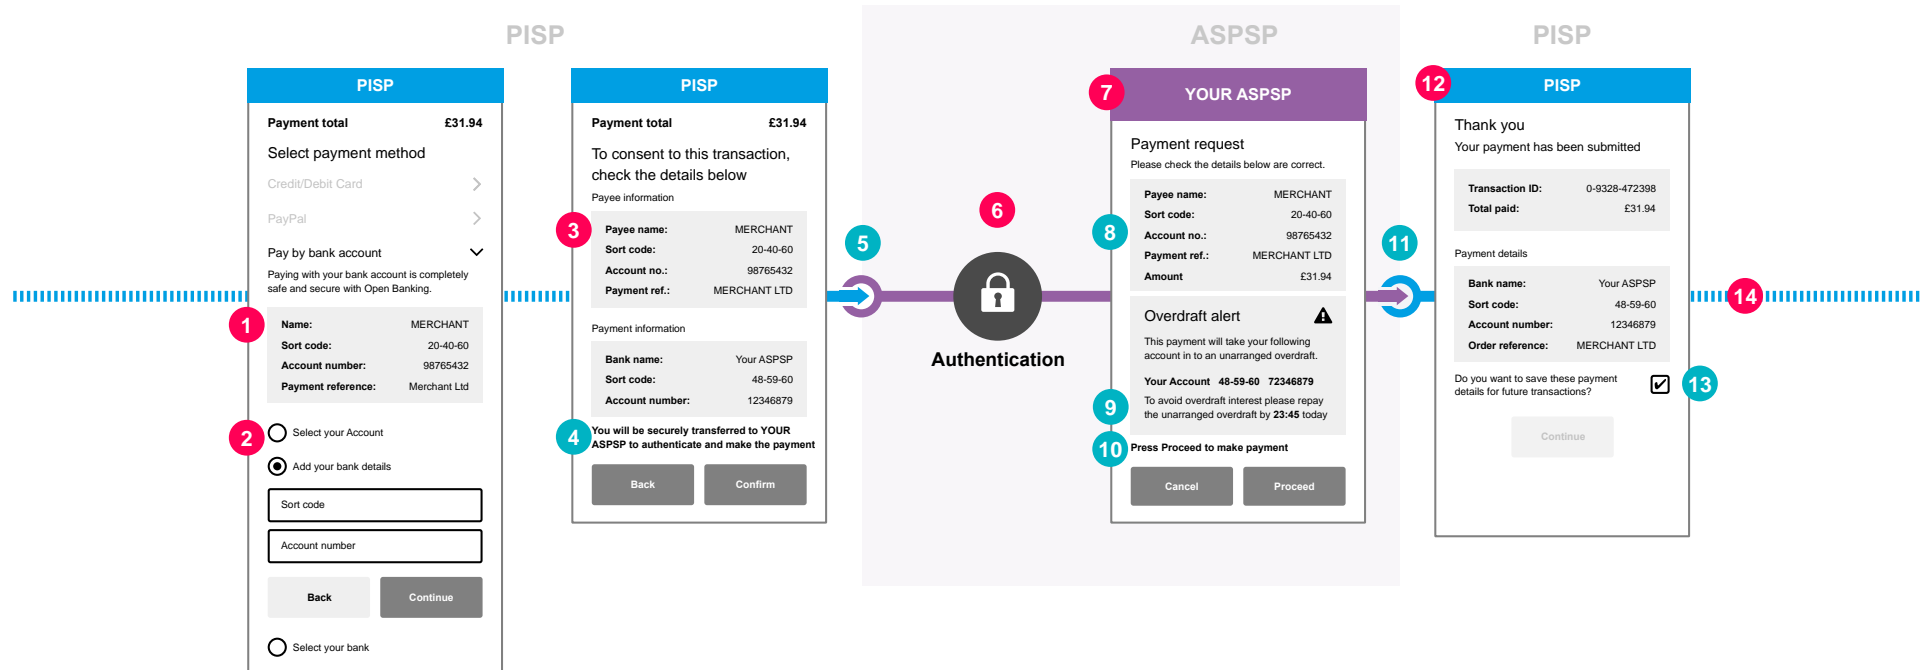 PISP
ASPSP
PISP
PISP
Payment total £31.94
Select payment method
Credit/Debit Card
PayPal
Pay by bank account
Paying with your bank account is completely
safe and secure with Open Banking.
1
Name: MERCHANT
Sort code: 20-40-60
Account number: 98765432
Payment reference: Merchant Ltd
2
Select your Account
Add your bank details
Sort code
Account number
Back Continue
Select your bank
PISP
Payment total £31.94
To consent to this transaction,
check the details below
Payee information
3
Payee name: MERCHANT
Sort code: 20-40-60
Account no.: 98765432
Payment ref.: MERCHANT LTD
Payment information
Bank name: Your ASPSP
Sort code: 48-59-60
Account number: 12346879
4
You will be securely transferred to YOUR
ASPSP to authenticate and make the payment
Back Confirm
5
6
Authentication
7
YOUR ASPSP
Payment request
Please check the details below are correct.
8
Payee name: MERCHANT
Sort code: 20-40-60
Account no.: 98765432
Payment ref.: MERCHANT LTD
Amount £31.94
Overdraft alert
This payment will take your following
account in to an unarranged overdraft.
Your Account 48-59-60 72346879
9
To avoid overdraft interest please repay
the unarranged overdraft by 23:45 today
10
Press Proceed to make payment
Cancel Proceed
11
12
PISP
Thank you
Your payment has been submitted
Transaction ID: 0-9328-472398
Total paid: £31.94
Payment details
Bank name: Your ASPSP
Sort code: 48-59-60
Account number: 12346879
Order reference: MERCHANT LTD
Do you want to save these payment
details for future transactions?
13
Continue
14